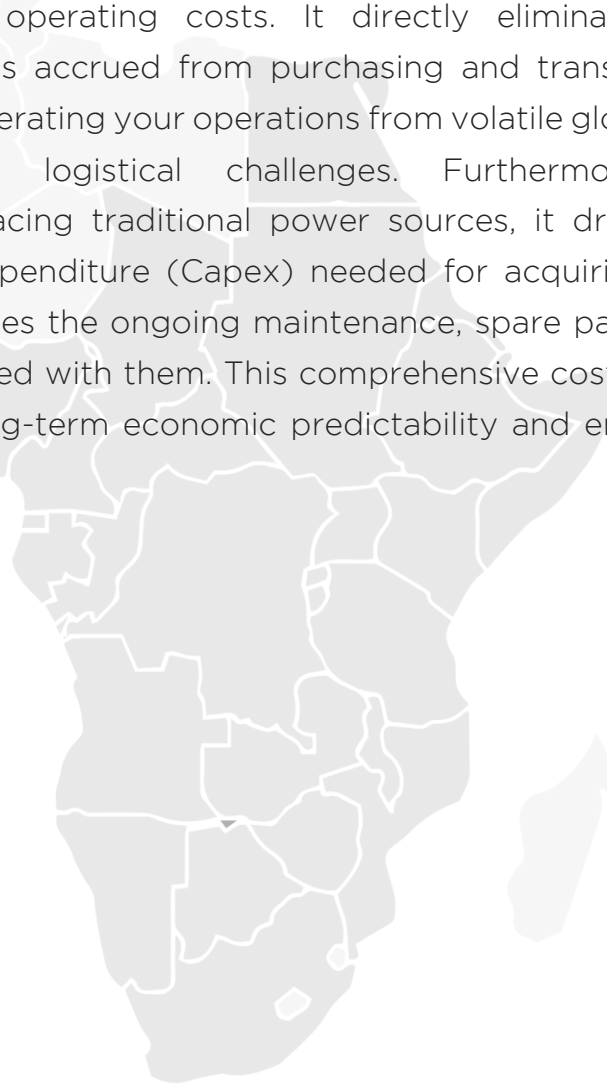 operating costs. It directly elimina
s accrued from purchasing and trans
erating your operations from volatile glo
logistical challenges. Furthermo
acing traditional power sources, it dr
penditure (Capex) needed for acquiri
es the ongoing maintenance, spare pa
ed with them. This comprehensive cost
g-term economic predictability and en